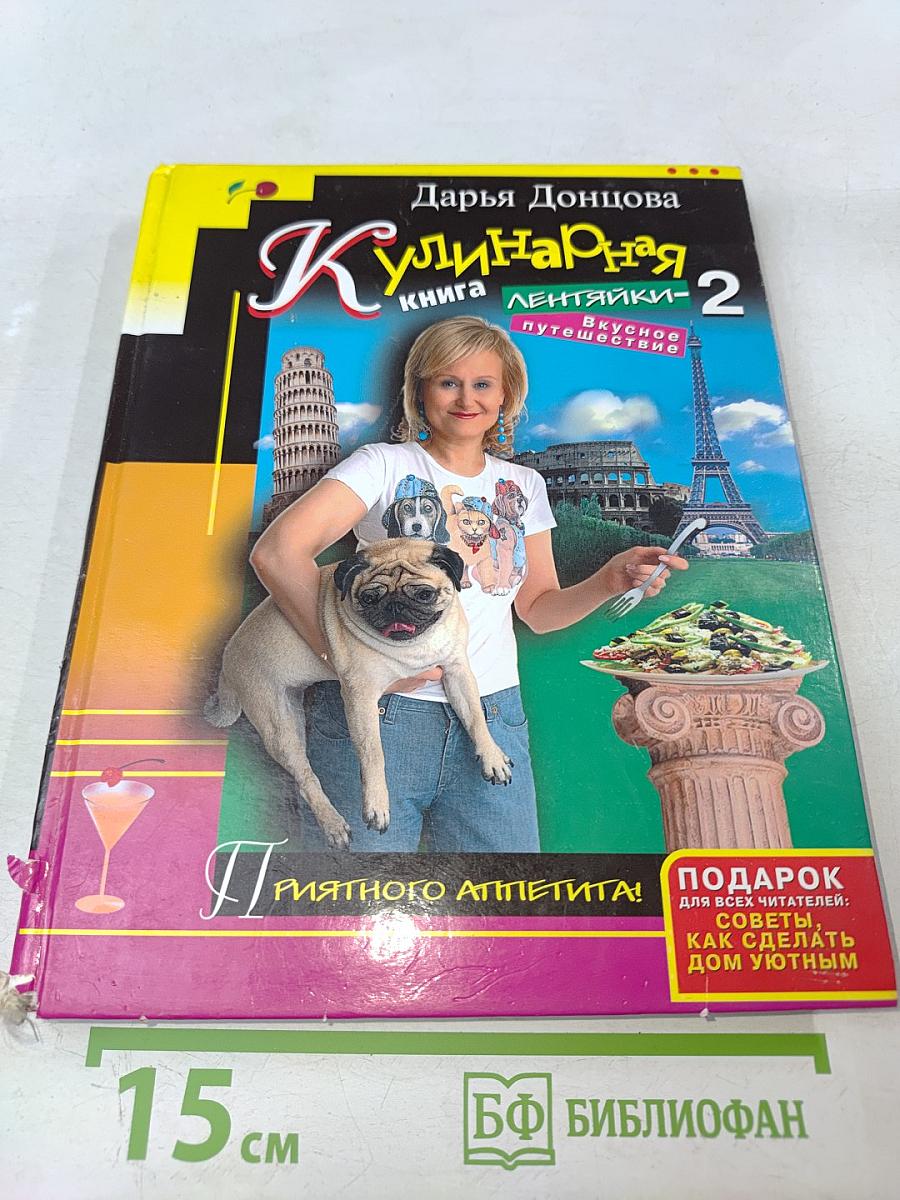 Дарья Донцова
Кулинарная
книга ЛЕНТЯЙКИ-2
Вкусное
путешествие
ПРИЯТНОГО АППЕТИТА!
ПОДАРОК
ДЛЯ ВСЕХ ЧИТАТЕЛЕЙ:
СОВЕТЫ,
КАК СДЕЛАТЬ
ДОМ УЮТНЫМ
15 см
БФ БИБЛИОФАН